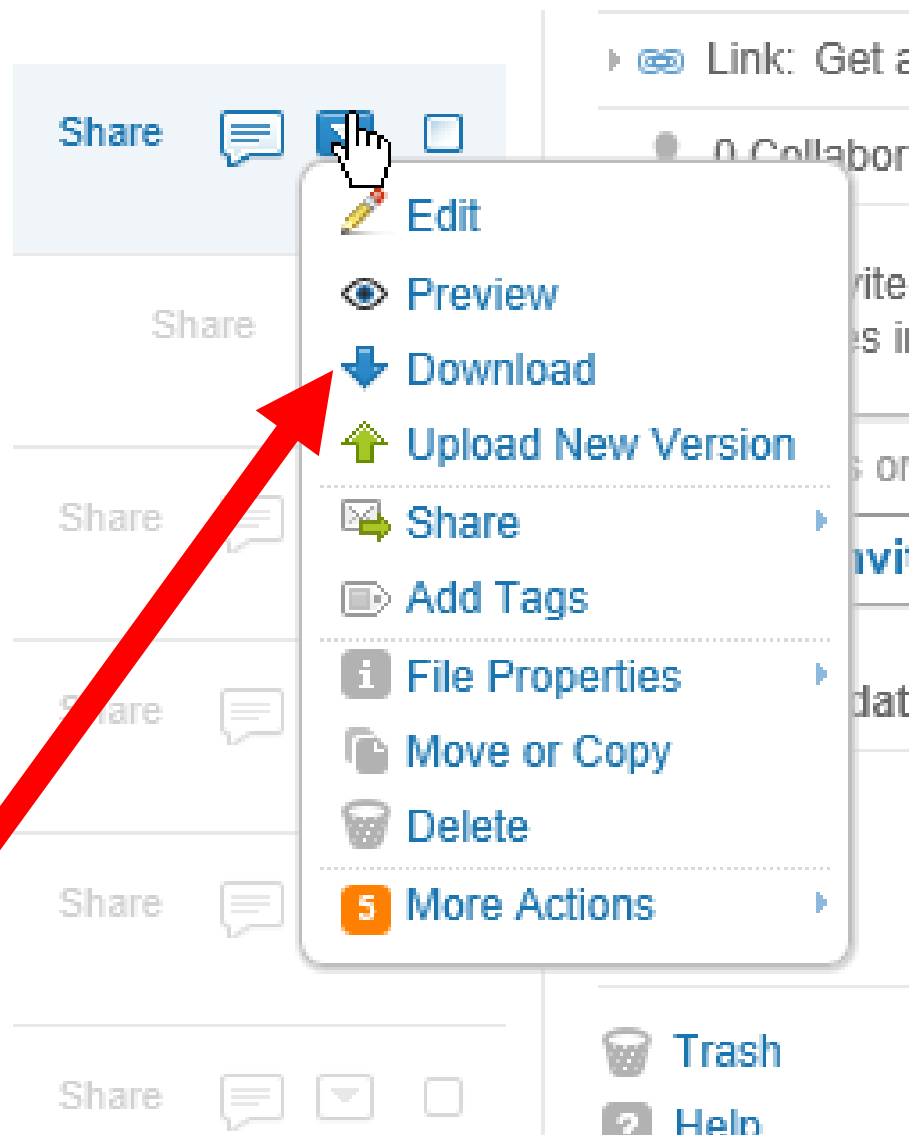 Link: Get a
Share
0 Collabor
Edit
Preview
Share
Download
Upload New Version
Share
Share
Add Tags
File Properties
Share
Move or Copy
Delete
Share
5 More Actions
Trash
Share
Help